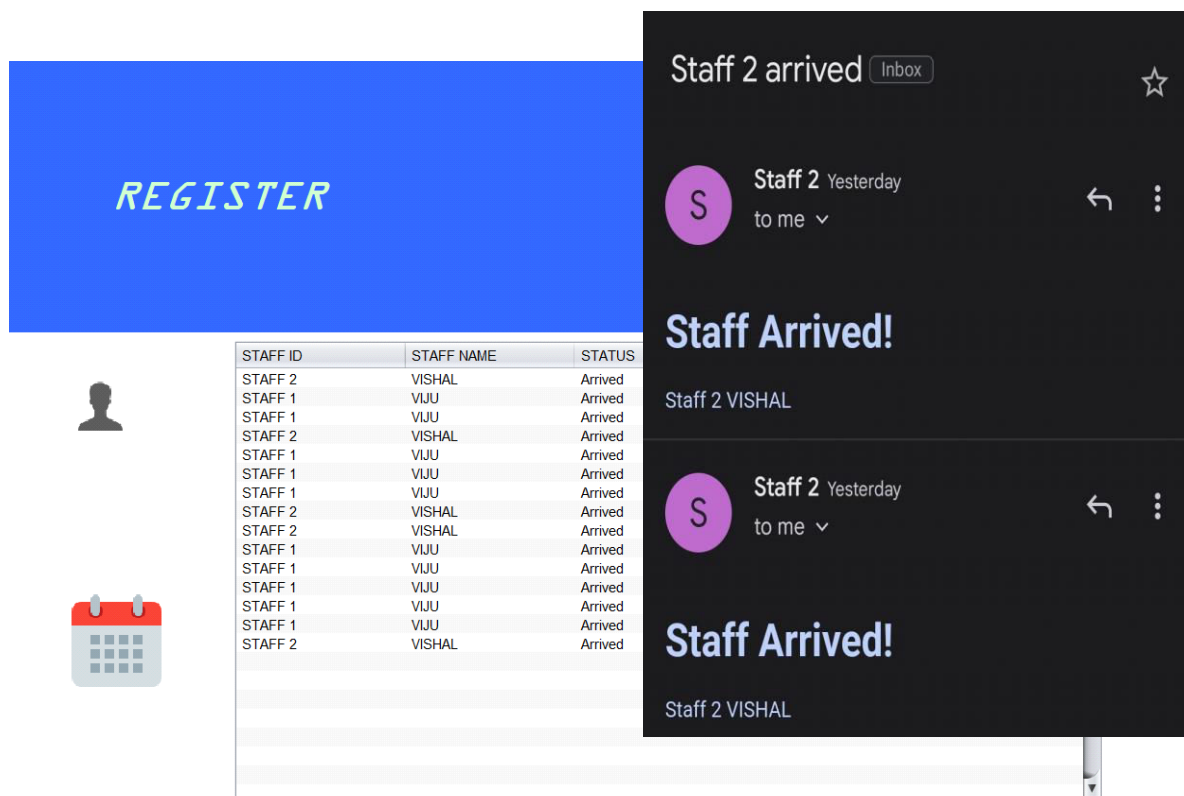 REGISTER
STAFF ID STAFF NAME STATUS
STAFF 2 VISHAL Arrived
STAFF 1 VIJU Arrived
STAFF 1 VIJU Arrived
STAFF 2 VISHAL Arrived
STAFF 1 VIJU Arrived
STAFF 1 VIJU Arrived
STAFF 1 VIJU Arrived
STAFF 2 VISHAL Arrived
STAFF 2 VISHAL Arrived
STAFF 1 VIJU Arrived
STAFF 1 VIJU Arrived
STAFF 1 VIJU Arrived
STAFF 1 VIJU Arrived
STAFF 1 VIJU Arrived
STAFF 2 VISHAL Arrived
Staff 2 arrived Inbox
S
Staff 2 Yesterday
to me
Staff Arrived!
Staff 2 VISHAL
S
Staff 2 Yesterday
to me
Staff Arrived!
Staff 2 VISHAL